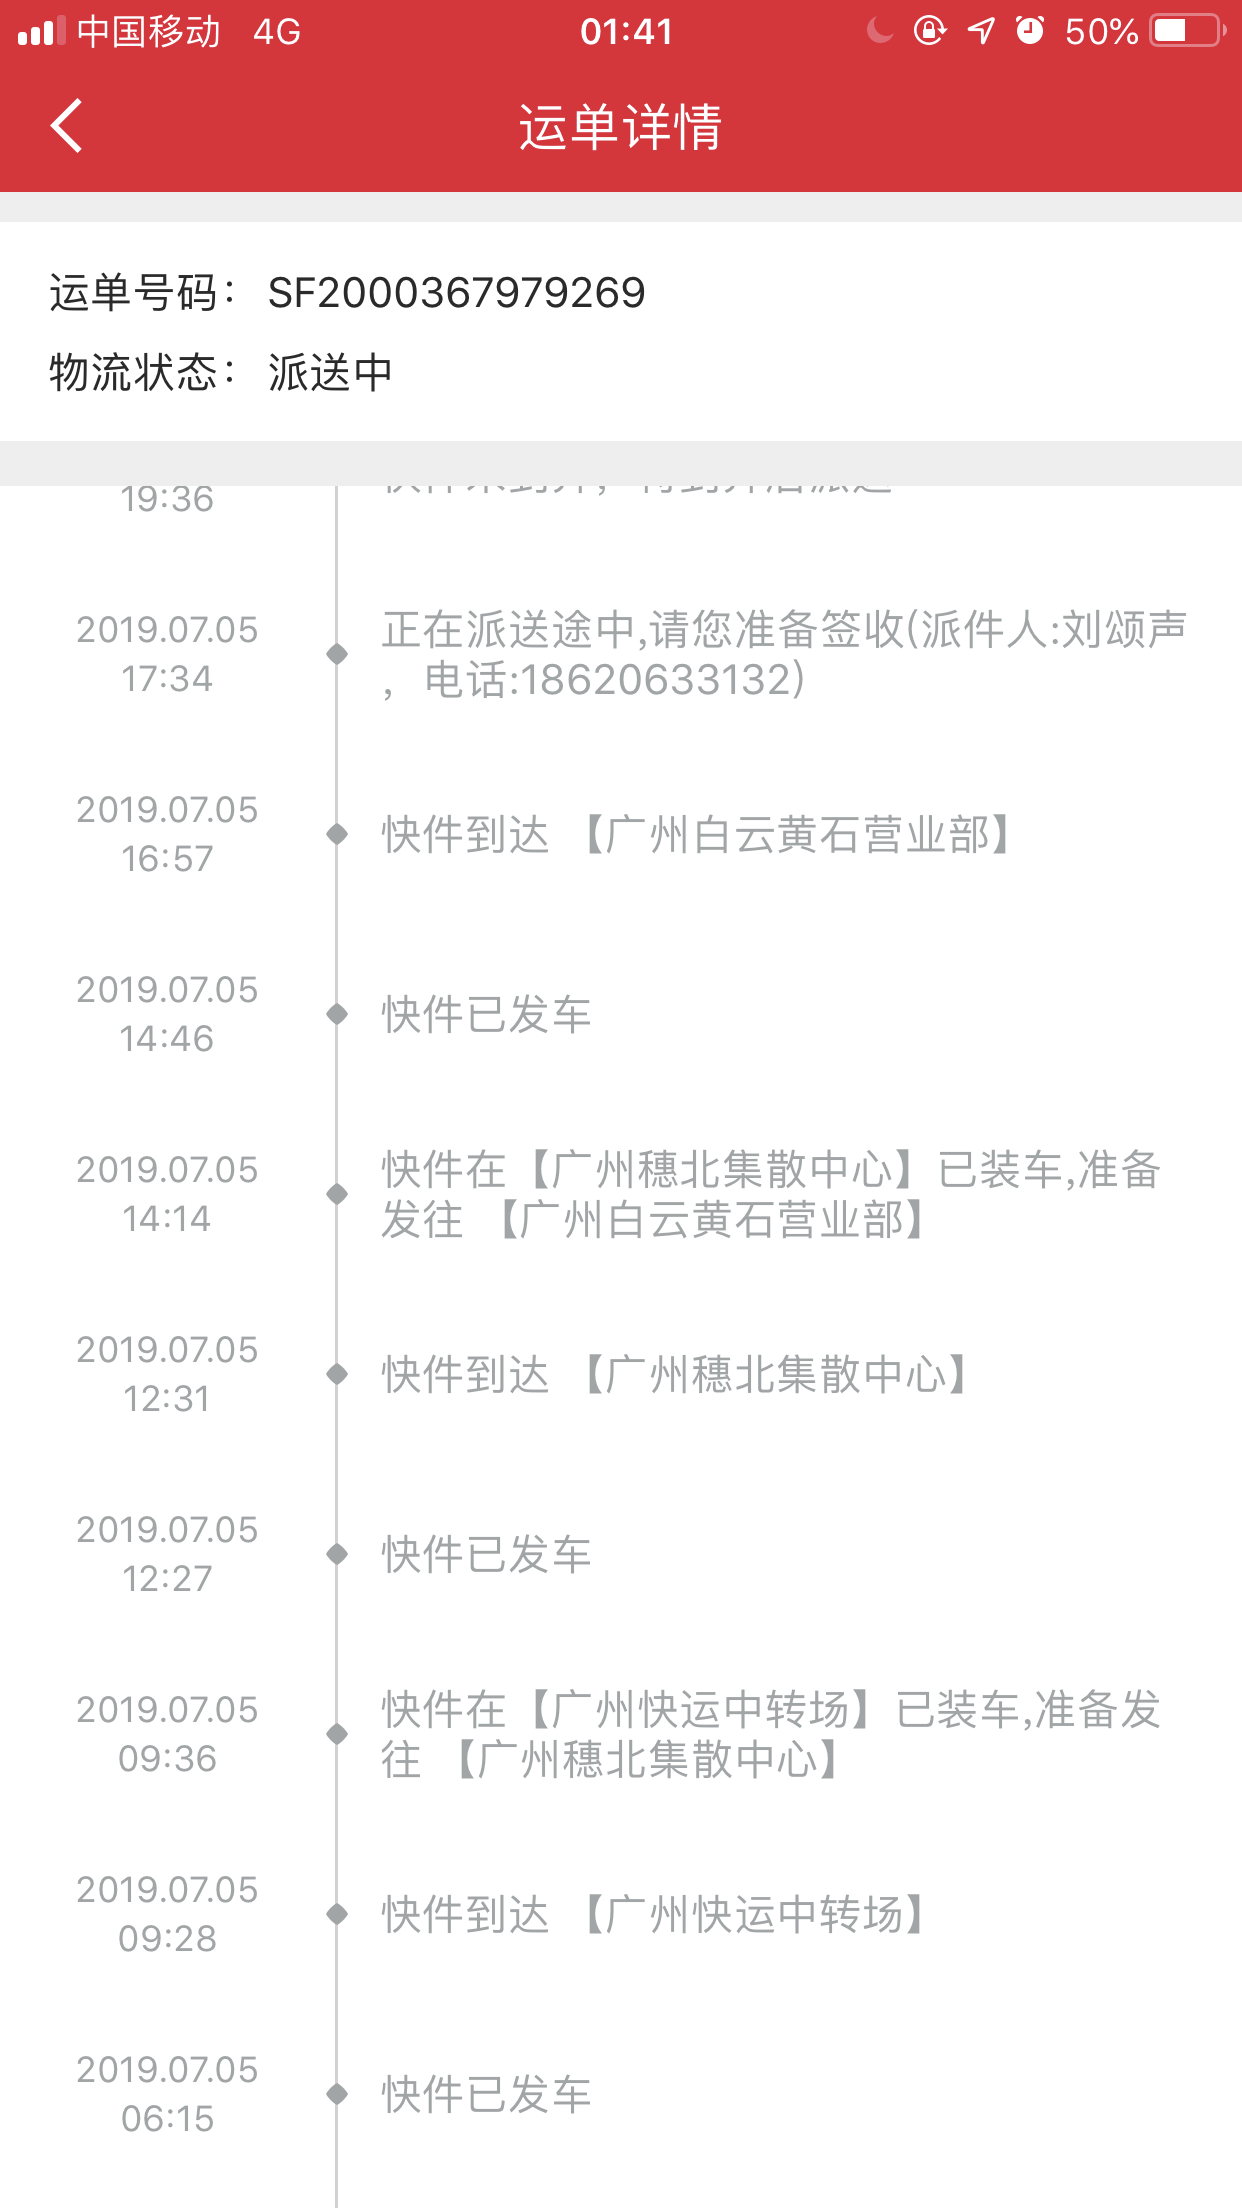 中国移动 4G 01:41 50%
运单详情
运单号码： SF2000367979269
物流状态： 派送中
19:36
2019.07.05
17:34
正在派送途中,请您准备签收(派件人:刘颂声
，电话:18620633132)
2019.07.05
16:57
快件到达 【广州白云黄石营业部】
2019.07.05
14:46
快件已发车
2019.07.05
14:14
快件在【广州穗北集散中心】已装车,准备
发往 【广州白云黄石营业部】
2019.07.05
12:31
快件到达 【广州穗北集散中心】
2019.07.05
12:27
快件已发车
2019.07.05
09:36
快件在【广州快运中转场】已装车,准备发
往 【广州穗北集散中心】
2019.07.05
09:28
快件到达 【广州快运中转场】
2019.07.05
06:15
快件已发车